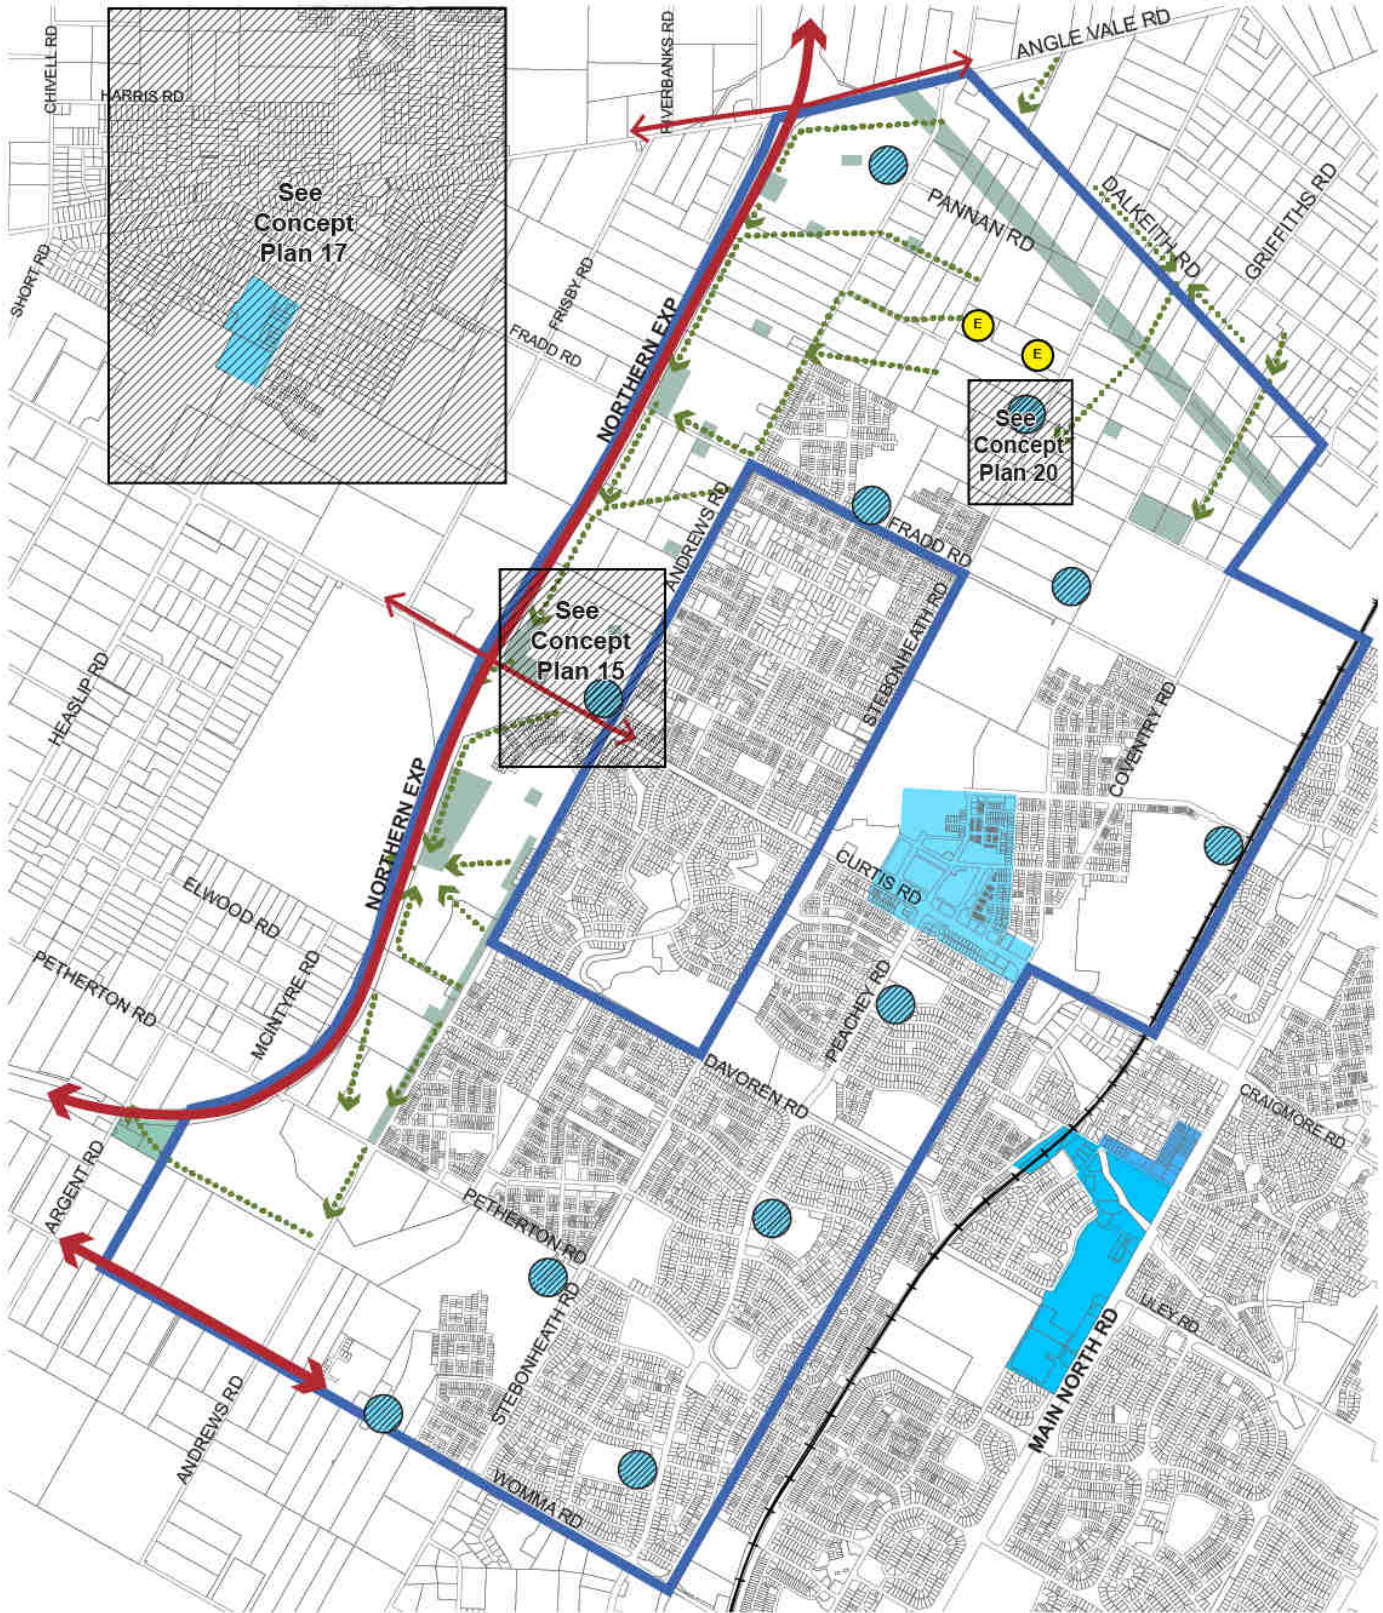 ANGLE VALE RD
CHIVELL RD
RIVERBANKS RD
HARRIS RD
See
Concept
Plan 17
SHORT RD
PANNAN RD
DALKEITH RD
GRIFFITHS RD
FRISBY RD
FRADD RD
NORTHERN EXP
E
E
See
Concept
Plan 20
ANDREWS RD
FRADD RD
STEBONHEATH RD
See
Concept
Plan 15
HEASLIP RD
COVENTRY RD
NORTHERN EXP
CURTIS RD
ELWOOD RD
PETHERTON RD
MCINTYRE RD
PEACHEY RD
DAVOREN RD
CRAIGMORE RD
ARGENT RD
PETHERTON RD
STEBONHEATH RD
ULEY RD
MAIN NORTH RD
ANDREWS RD
WOMMA RD